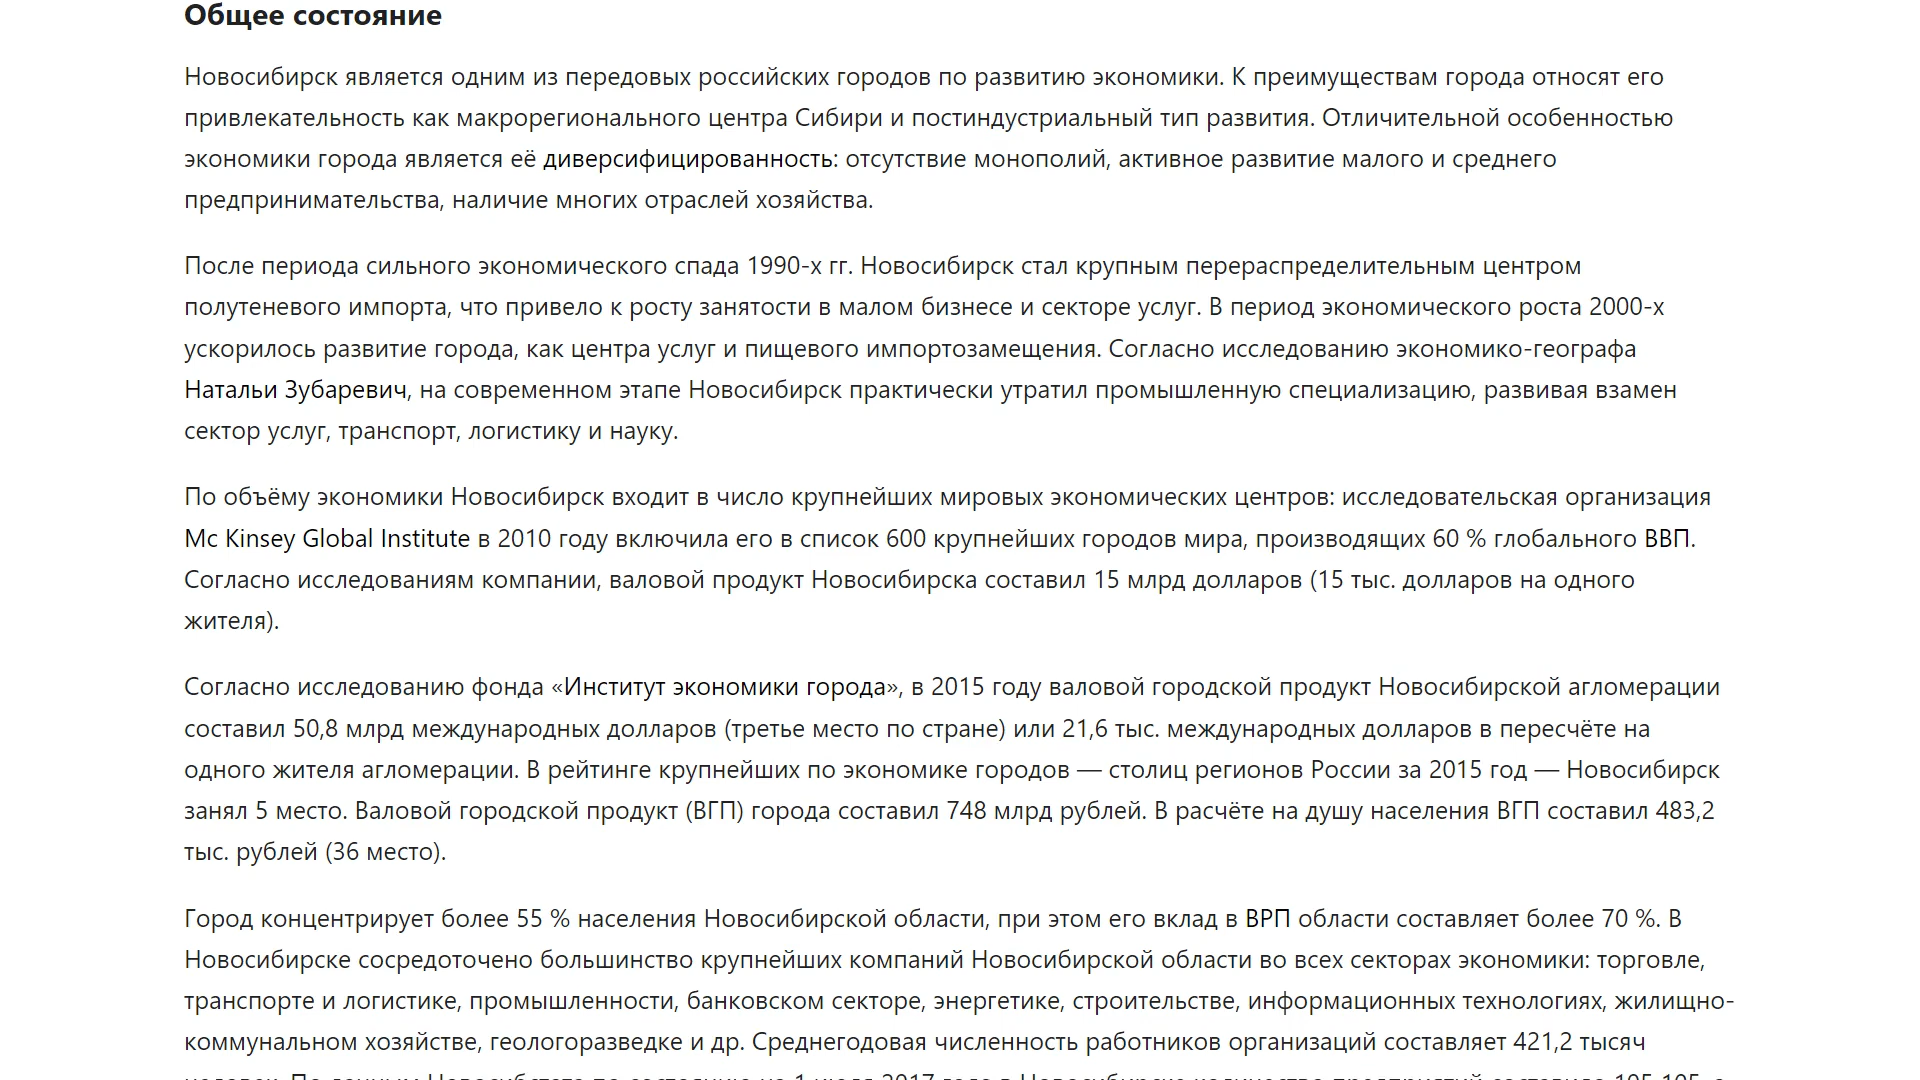 Общее состояние
Новосибирск является одним из передовых российских городов по развитию экономики. К преимуществам города относят его
привлекательность как макрорегионального центра Сибири и постиндустриальный тип развития. Отличительной особенностью
экономики города является её диверсифицированность: отсутствие монополий, активное развитие малого и среднего
предпринимательства, наличие многих отраслей хозяйства.
После периода сильного экономического спада 1990-х гг. Новосибирск стал крупным перераспределительным центром
полутеневого импорта, что привело к росту занятости в малом бизнесе и секторе услуг. В период экономического роста 2000-х
ускорилось развитие города, как центра услуг и пищевого импортозамещения. Согласно исследованию экономико-географа
Натальи Зубаревич, на современном этапе Новосибирск практически утратил промышленную специализацию, развивая взамен
сектор услуг, транспорт, логистику и науку.
По объёму экономики Новосибирск входит в число крупнейших мировых экономических центров: исследовательская организация
Mc Kinsey Global Institute в 2010 году включила его в список 600 крупнейших городов мира, производящих 60 % глобального ВВП.
Согласно исследованиям компании, валовой продукт Новосибирска составил 15 млрд долларов (15 тыс. долларов на одного
жителя).
Согласно исследованию фонда «Институт экономики города», в 2015 году валовой городской продукт Новосибирской агломерации
составил 50,8 млрд международных долларов (третье место по стране) или 21,6 тыс. международных долларов в пересчёте на
одного жителя агломерации. В рейтинге крупнейших по экономике городов — столиц регионов России за 2015 год — Новосибирск
занял 5 место. Валовой городской продукт (ВГП) города составил 748 млрд рублей. В расчёте на душу населения ВГП составил 483,2
тыс. рублей (36 место).
Город концентрирует более 55 % населения Новосибирской области, при этом его вклад в ВРП области составляет более 70 %. В
Новосибирске сосредоточено большинство крупнейших компаний Новосибирской области во всех секторах экономики: торговле,
транспорте и логистике, промышленности, банковском секторе, энергетике, строительстве, информационных технологиях, жилищно-
коммунальном хозяйстве, геологоразведке и др. Среднегодовая численность работников организаций составляет 421,2 тысяч